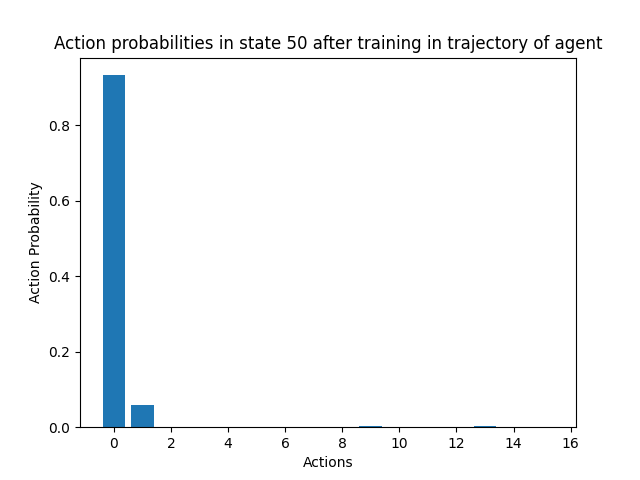 Action probabilities in state 50 after training in trajectory of agent
Action Probability
0.8
0.6
0.4
0.2
0.0
0 2 4 6 8 10 12 14 16
Actions